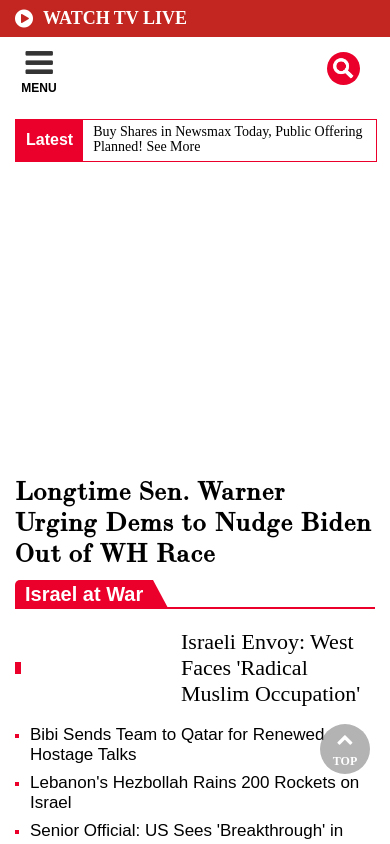 WATCH TV LIVE
MENU
Latest
Buy Shares in Newsmax Today, Public Offering
Planned! See More
Longtime Sen. Warner
Urging Dems to Nudge Biden
Out of WH Race
Israel at War
Israeli Envoy: West
Faces 'Radical
Muslim Occupation'
Bibi Sends Team to Qatar for Renewed
Hostage Talks
TOP
Lebanon's Hezbollah Rains 200 Rockets on
Israel
Senior Official: US Sees 'Breakthrough' in